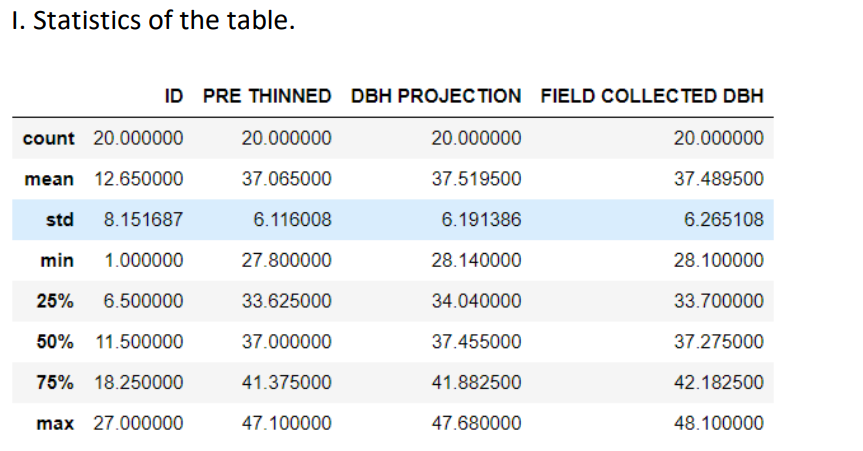 I. Statistics of the table.
ID PRE THINNED DBH PROJECTION FIELD COLLECTED DBH
count 20.000000 20.000000 20.000000 20.000000
mean 12.650000 37.065000 37.519500 37.489500
std 8.151687 6.116008 6.191386 6.265108
min 1.000000 27.800000 28.140000 28.100000
25% 6.500000 33.625000 34.040000 33.700000
50% 11.500000 37.000000 37.455000 37.275000
75% 18.250000 41.375000 41.882500 42.182500
max 27.000000 47.100000 47.680000 48.100000